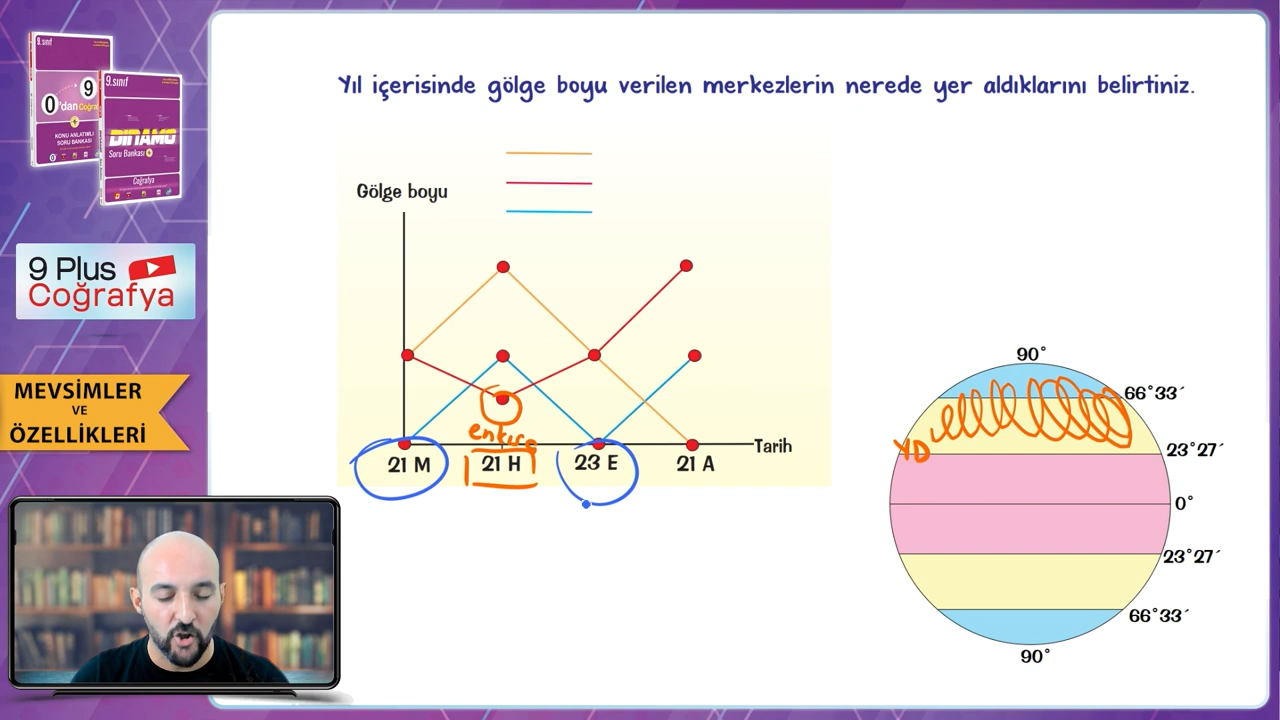 9.sınıf
0'dan 9
Coğrafya
KONU ANLATIMLI
SORU BANKASI
9.sınıf
DİNAMO
Soru Bankası
Coğrafya
9 Plus
Coğrafya
MEVSİMLER
VE
ÖZELLİKLERİ
Yıl içerisinde gölge boyu verilen merkezlerin nerede yer aldıklarını belirtiniz.
Gölge boyu
en kısa
21 M
21 H
23 E
21 A
Tarih
YD
90°
66°33´
23°27´
0°
23°27´
66°33´
90°